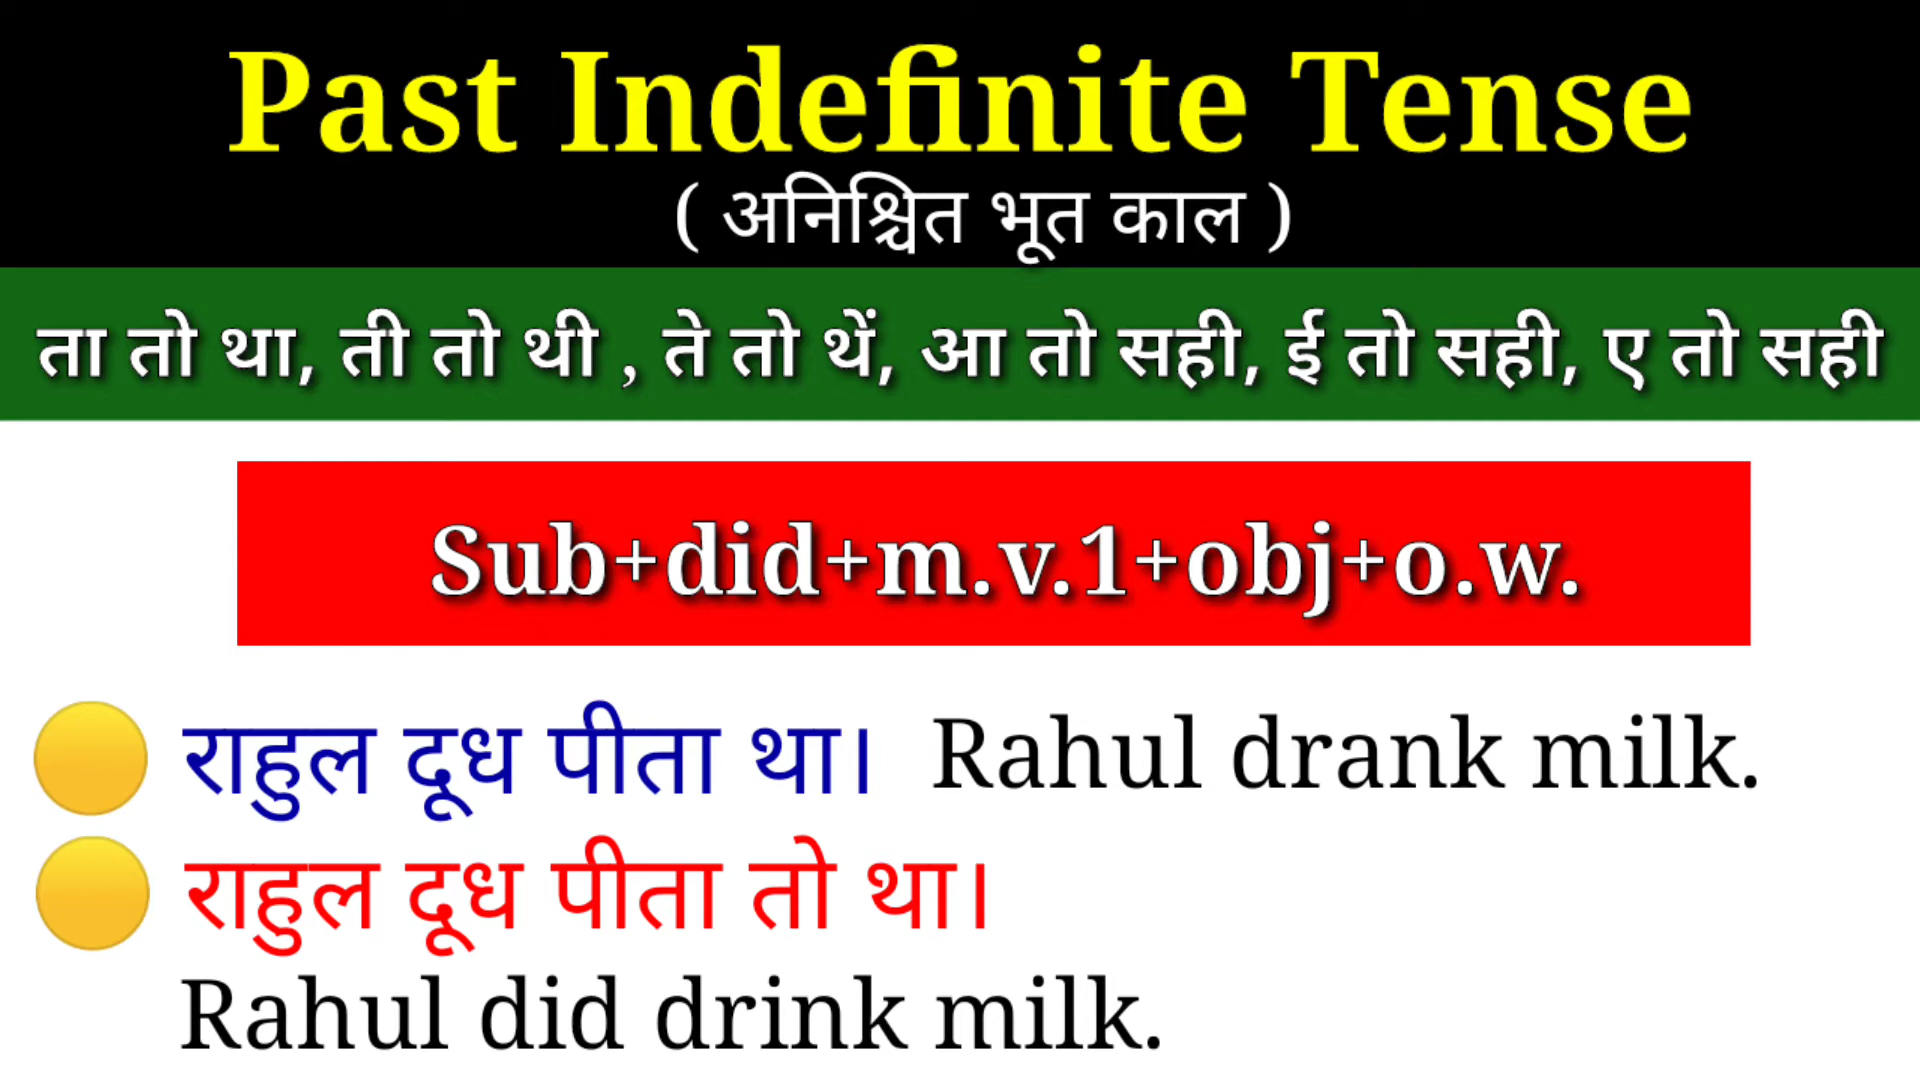 Past Indefinite Tense
( अनिश्चित भूत काल )
ता तो था, ती तो थी , ते तो थें, आ तो सही, ई तो सही, ए तो सही
Sub+did+m.v.1+obj+o.w.
राहुल दूध पीता था। Rahul drank milk.
राहुल दूध पीता तो था।
Rahul did drink milk.